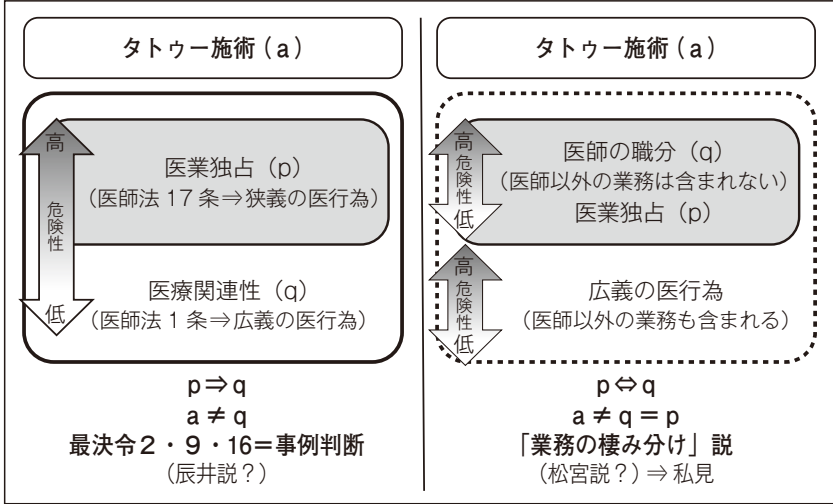 タトゥー施術(a)
高
危険性
低
医業独占(p)
(医師法17条⇒狭義の医行為)
医療関連性(q)
(医師法1条⇒広義の医行為)
p⇒q
a≠q
最決令2・9・16=事例判断
(辰井説?)
タトゥー施術(a)
高
危険性
低
医師の職分(q)
(医師以外の業務は含まれない)
医業独占(p)
高
危険性
低
広義の医行為
(医師以外の業務も含まれる)
p⇔q
a≠q=p
「業務の棲み分け」説
(松宮説?)⇒私見